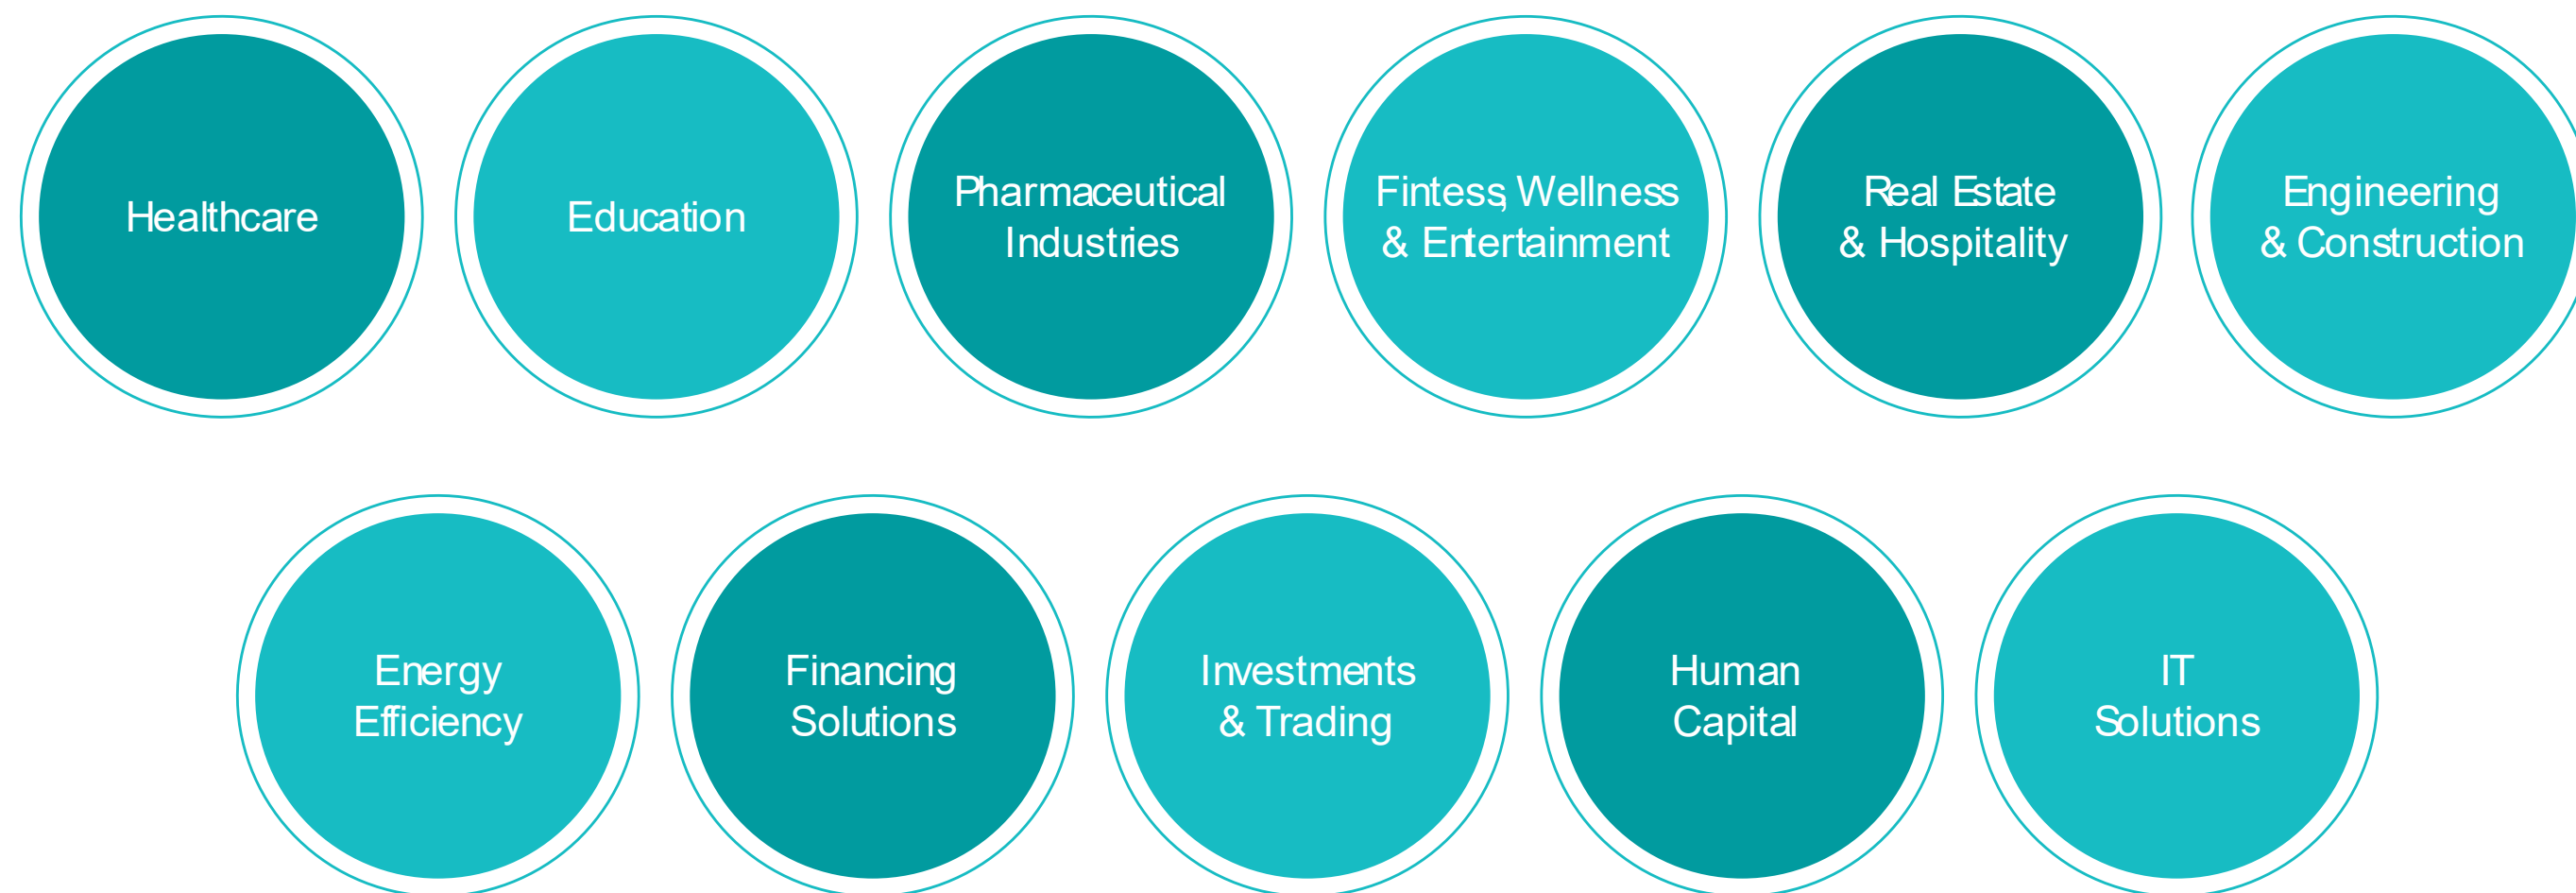 Healthcare
Education
Pharmaceutical
Industries
Fintess, Wellness
& Entertainment
Real Estate
& Hospitality
Engineering
& Construction
Energy
Efficiency
Financing
Solutions
Investments
& Trading
Human
Capital
IT
Solutions